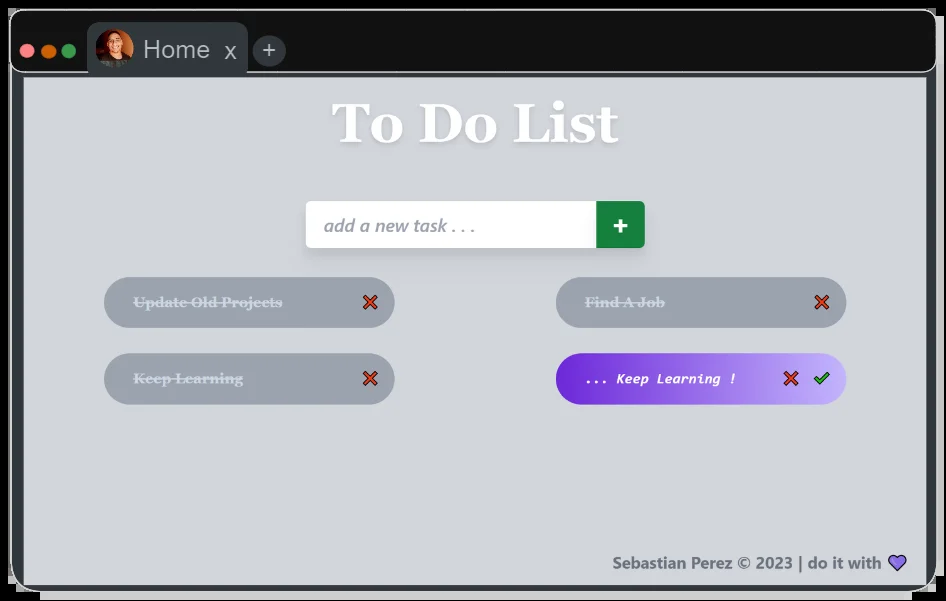 Home x +
To Do List
add a new task . . .
+
Update Old Projects
Find A Job
Keep Learning
... Keep Learning !
Sebastian Perez © 2023 | do it with 💜